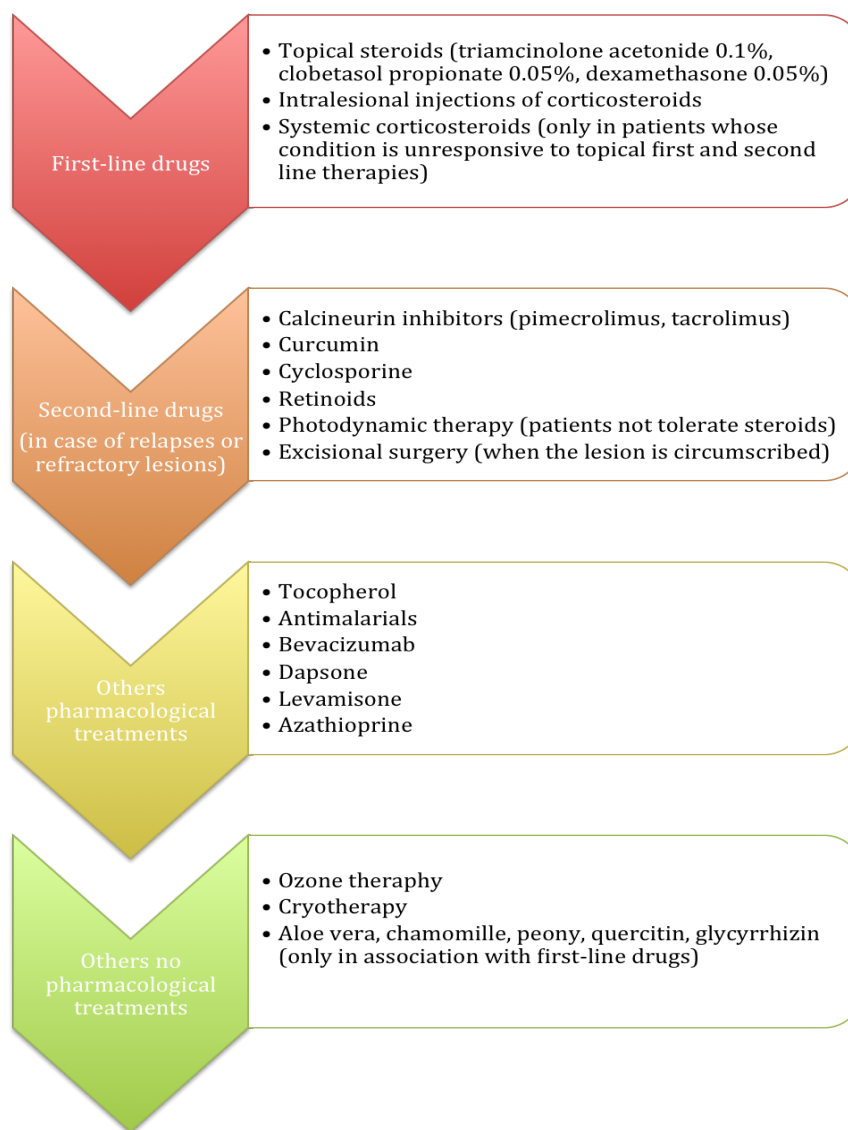 First-line drugs
• Topical steroids (triamcinolone acetonide 0.1%,
clobetasol propionate 0.05%, dexamethasone 0.05%)
• Intralesional injections of corticosteroids
• Systemic corticosteroids (only in patients whose
condition is unresponsive to topical first and second
line therapies)
Second-line drugs
(in case of relapses or
refractory lesions)
• Calcineurin inhibitors (pimecrolimus, tacrolimus)
• Curcumin
• Cyclosporine
• Retinoids
• Photodynamic therapy (patients not tolerate steroids)
• Excisional surgery (when the lesion is circumscribed)
Others
pharmacological
treatments
• Tocopherol
• Antimalarials
• Bevacizumab
• Dapsone
• Levamisone
• Azathioprine
Others no
pharmacological
treatments
• Ozone theraphy
• Cryotherapy
• Aloe vera, chamomille, peony, quercitin, glycyrrhizin
(only in association with first-line drugs)